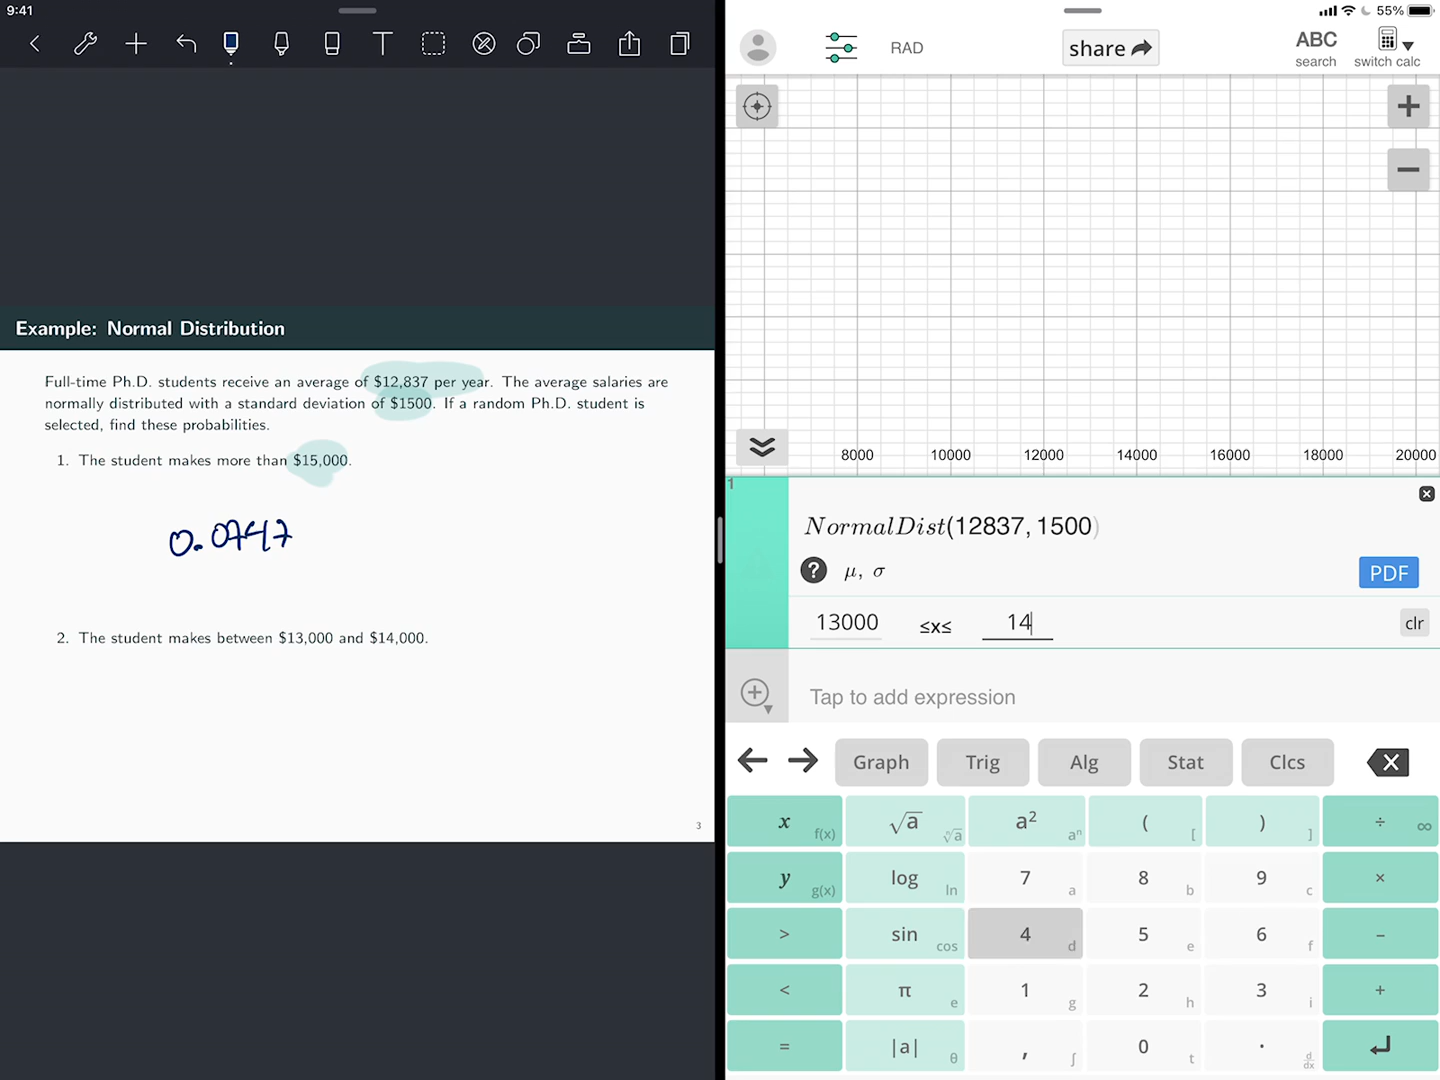 9:41
55%
Example: Normal Distribution
Full-time Ph.D. students receive an average of $12,837 per year. The average salaries are
normally distributed with a standard deviation of $1500. If a random Ph.D. student is
selected, find these probabilities.
1. The student makes more than $15,000.
0.0747
2. The student makes between $13,000 and $14,000.
3
RAD
share
ABC
search
switch calc
8000 10000 12000 14000 16000 18000 20000
1
NormalDist(12837, 1500)
? μ, σ
PDF
13000 ≤x≤ 14
clr
Tap to add expression
Graph Trig Alg Stat Clcs
x f(x) √a ⁿ√a a² aⁿ ( [ ) ] ÷ ∞
y g(x) log ln 7 a 8 b 9 c ×
> sin cos 4 d 5 e 6 f −
< π e 1 g 2 h 3 i +
= |a| θ , ∫ 0 t . d/dx